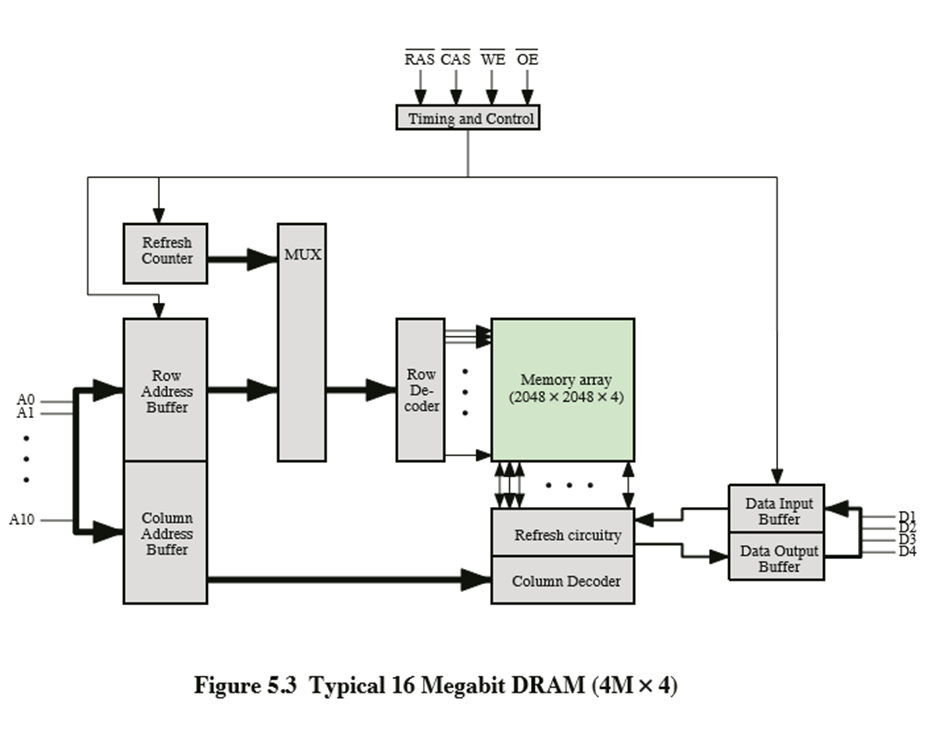 RAS CAS WE OE
Timing and Control
Refresh
Counter
MUX
Row
Address
Buffer
Row
De-
coder
Memory array
(2048 × 2048 × 4)
A0
A1
A10
Column
Address
Buffer
Refresh circuitry
Column Decoder
Data Input
Buffer
Data Output
Buffer
D1
D2
D3
D4
Figure 5.3 Typical 16 Megabit DRAM (4M × 4)